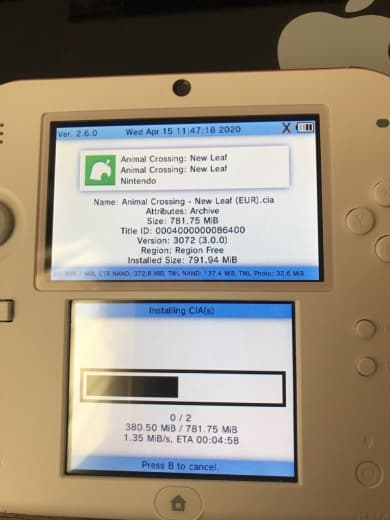 Ver. 2.6.0 Wed Apr 15 11:47:18 2020
Animal Crossing: New Leaf
Animal Crossing: New Leaf
Nintendo
Name: Animal Crossing - New Leaf (EUR).cia
Attributes: Archive
Size: 781.75 MiB
Title ID: 0004000000086400
Version: 3072 (3.0.0)
Region: Region Free
Installed Size: 791.94 MiB
MiB, CTR NAND: 372.8 MiB, TWL NAND: 137.4 MiB, TWL Photo: 32.6 MiB
Installing CIA(s)
0 / 2
380.50 MiB / 781.75 MiB
1.35 MiB/s, ETA 00:04:58
Press B to cancel.